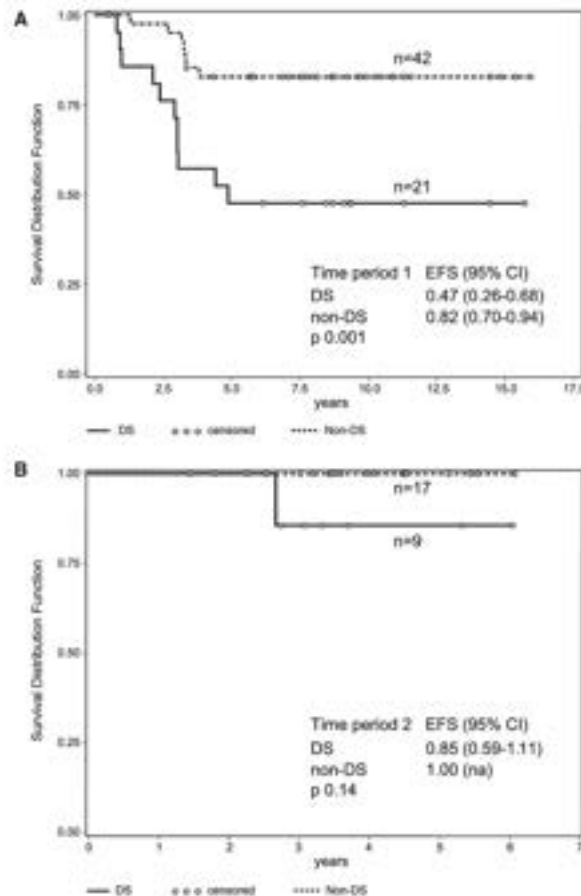 A
Survival Distribution Function
1.00
0.75
0.50
0.25
0.00
n=42
n=21
Time period 1 EFS (95% CI)
DS 0.47 (0.26-0.68)
non-DS 0.82 (0.70-0.94)
p 0.001
0.0 2.5 5.0 7.5 10.0 12.5 15.0 17.5
years
DS censored Non-DS
B
Survival Distribution Function
1.00
0.75
0.50
0.25
0.00
n=17
n=9
Time period 2 EFS (95% CI)
DS 0.85 (0.59-1.11)
non-DS 1.00 (na)
p 0.14
0 1 2 3 4 5 6 7
years
DS censored Non-DS